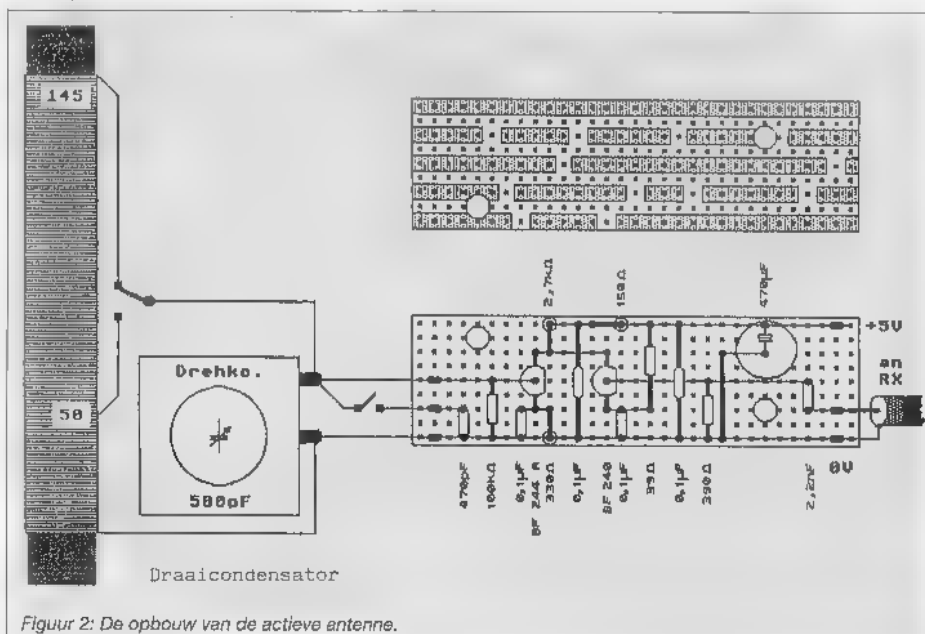 145
50
Drehko.
500pF
Draaicondensator
2,7kΩ
150Ω
470µF
+5V
an
RX
0V
470pF
100kΩ
0,1µF
BF 244 A
330Ω
0,1µF
BF 240
0,1µF
39Ω
0,1µF
390Ω
2,2nF
Figuur 2: De opbouw van de actieve antenne.